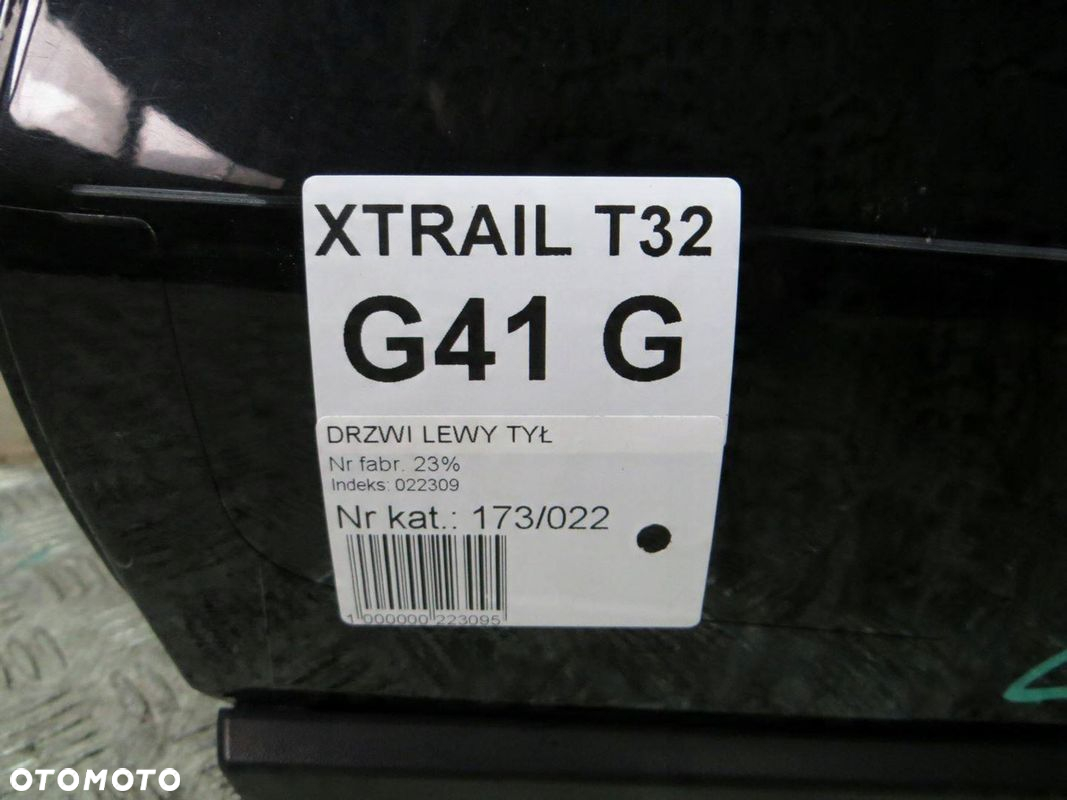 XTRAIL T32
G41 G
DRZWI LEWY TYŁ
Nr fabr. 23%
Indeks: 022309
Nr kat.: 173/022
1 000000 223095
OTOMOTO